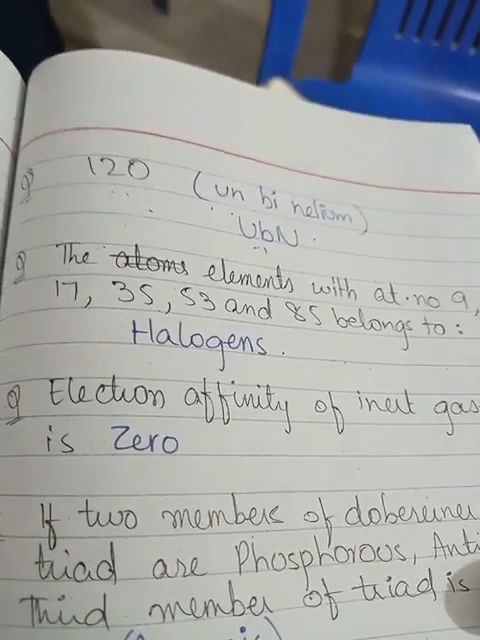 Q 120 (un bi nelium)
UbN.
Q The atoms elements with at.no 9,
17, 35, 53 and 85 belongs to:
Halogens.
Q Election affinity of inert gas
is Zero
If two members of dobereine
triad are Phosphorous, Anti
Third member of triad is